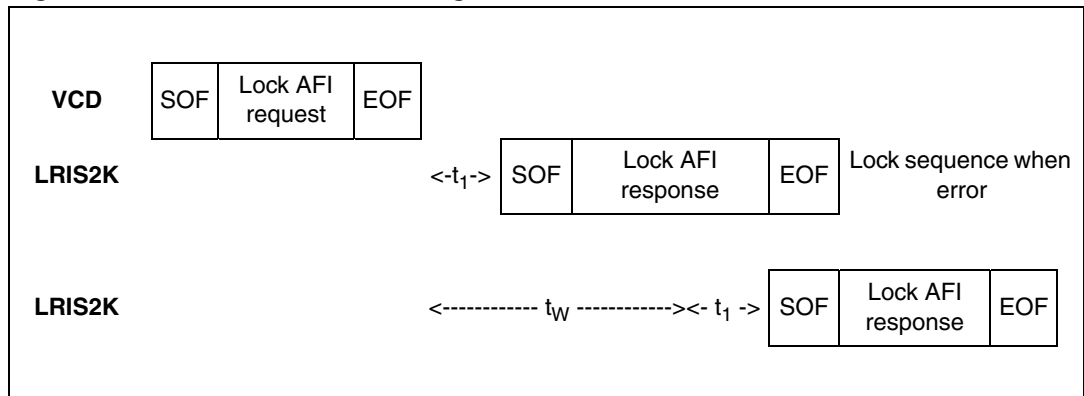 VCD SOF Lock AFI request EOF
LRIS2K <-t1-> SOF Lock AFI response EOF Lock sequence when error
LRIS2K <------------ tW ------------><- t1 -> SOF Lock AFI response EOF